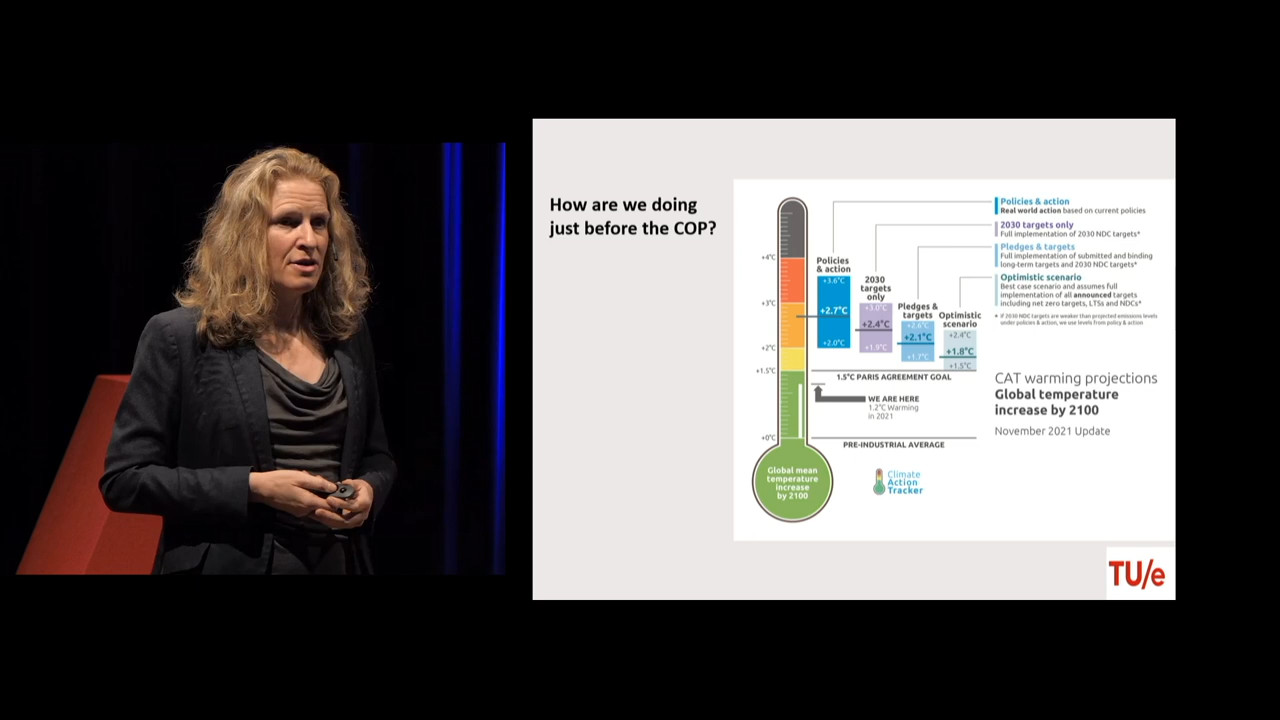 How are we doing
just before the COP?
Policies & action
Real world action based on current policies
2030 targets only
Full implementation of 2030 NDC targets*
Pledges & targets
Full implementation of submitted and binding
long-term targets and 2030 NDC targets*
Optimistic scenario
Best case scenario and assumes full
implementation of all announced targets
including net zero targets, LTSs and NDCs*
* If 2030 NDC targets are weaker than projected emissions levels
under policies & action, we use levels from policy & action
+4°C
+3°C
+2°C
+1.5°C
+0°C
Policies
& action
+3.6°C
+2.7°C
+2.0°C
2030
targets
only
+3.0°C
+2.4°C
+1.9°C
Pledges &
targets
+2.6°C
+2.1°C
+1.7°C
Optimistic
scenario
+2.4°C
+1.8°C
+1.5°C
1.5°C PARIS AGREEMENT GOAL
WE ARE HERE
1.2°C Warming
in 2021
PRE-INDUSTRIAL AVERAGE
CAT warming projections
Global temperature
increase by 2100
November 2021 Update
Global mean
temperature
increase
by 2100
Climate
Action
Tracker
TU/e